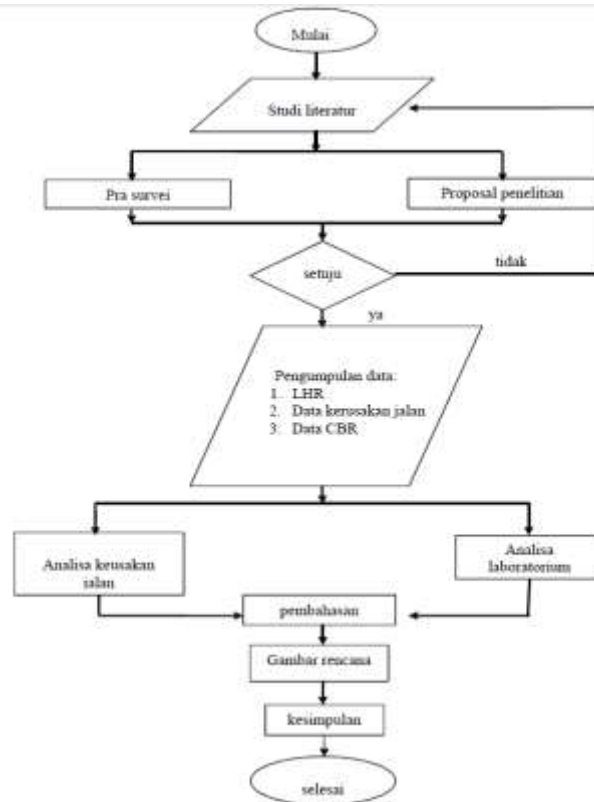 Mulai
Studi literatur
Pra survei
Proposal penelitian
setuju
tidak
ya
Pengumpulan data:
1. LHR
2. Data kerusakan jalan
3. Data CBR
Analisa keusakan
jalan
Analisa
laboratorium
pembahasan
Gambar rencana
kesimpulan
selesai